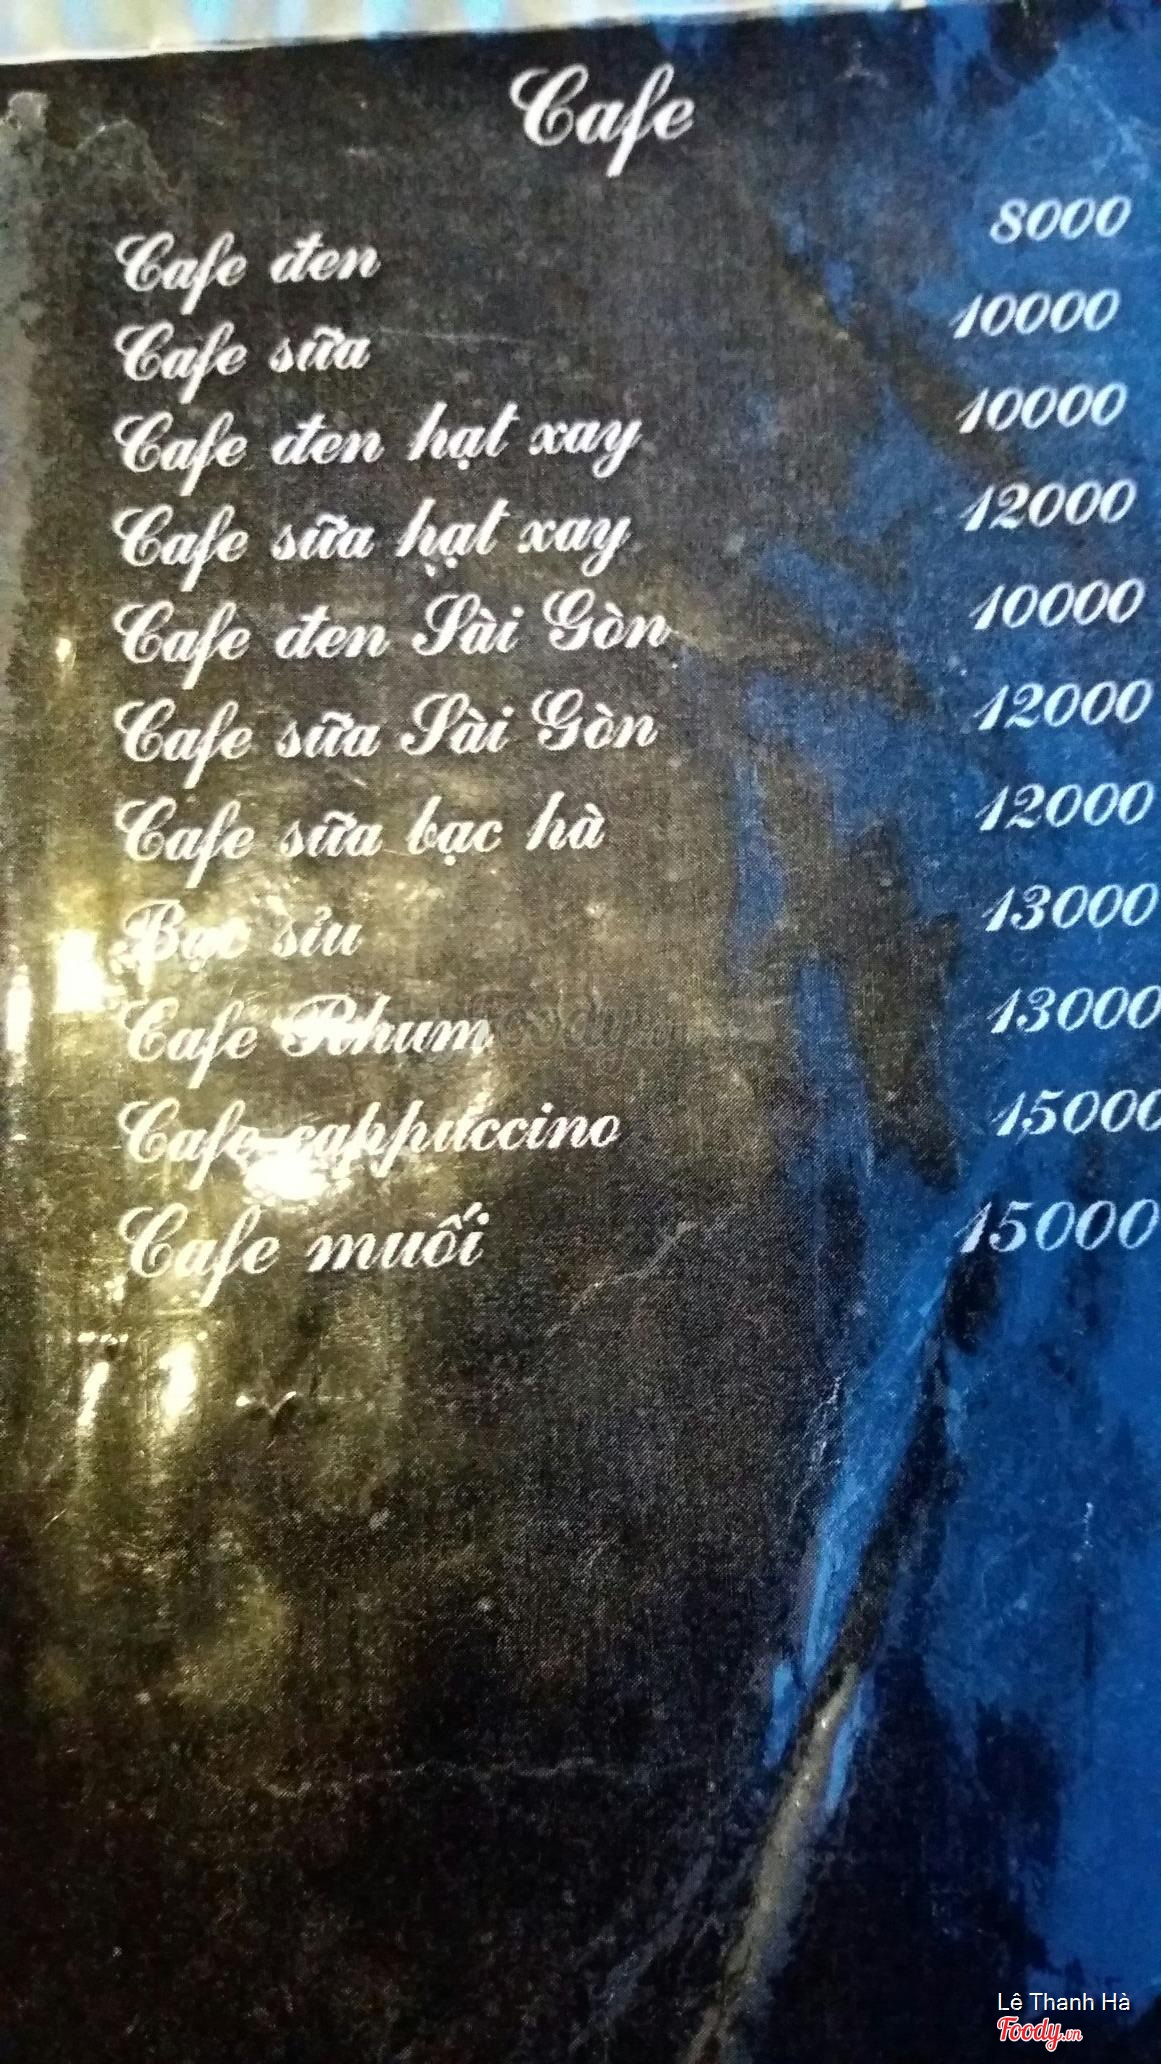 Cafe
Cafe đen 8000
Cafe sữa 10000
Cafe đen hạt xay 10000
Cafe sữa hạt xay 12000
Cafe đen Sài Gòn 10000
Cafe sữa Sài Gòn 12000
Cafe sữa bạc hà 12000
Bạc sỉu 13000
Cafe Rhum 13000
Cafe cappuccino 15000
Cafe muối 15000
Lê Thanh Hà
Foody.vn